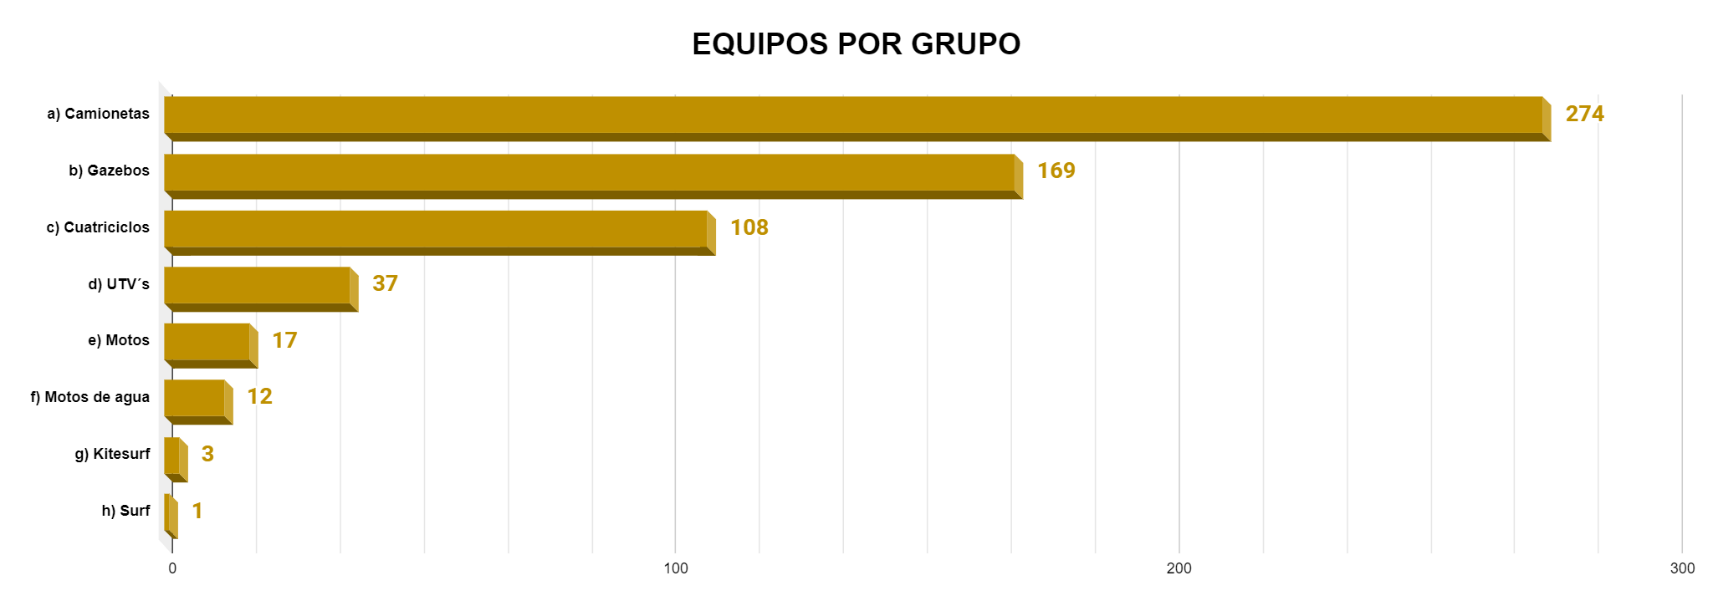 EQUIPOS POR GRUPO
a) Camionetas 274
b) Gazebos 169
c) Cuatriciclos 108
d) UTV´s 37
e) Motos 17
f) Motos de agua 12
g) Kitesurf 3
h) Surf 1
0 100 200 300